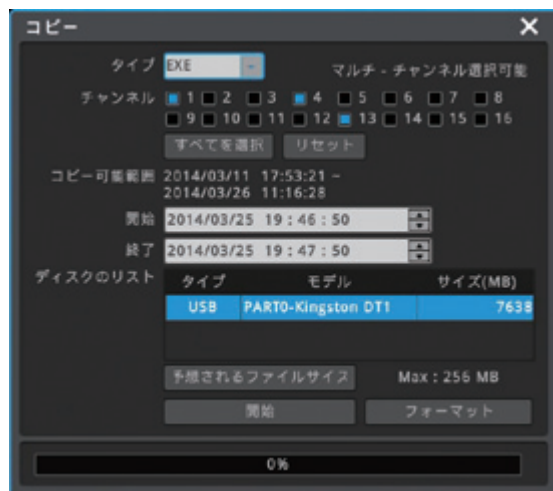 コピー
タイプ EXE マルチ - チャンネル選択可能
チャンネル 1 2 3 4 5 6 7 8
9 10 11 12 13 14 15 16
すべてを選択 リセット
コピー可能範囲 2014/03/11 17:53:21 ~
2014/03/26 11:16:28
開始 2014/03/25 19 : 46 : 50
終了 2014/03/25 19 : 47 : 50
ディスクのリスト タイプ モデル サイズ(MB)
USB PART0-Kingston DT1 7638
予想されるファイルサイズ Max : 256 MB
開始 フォーマット
0%